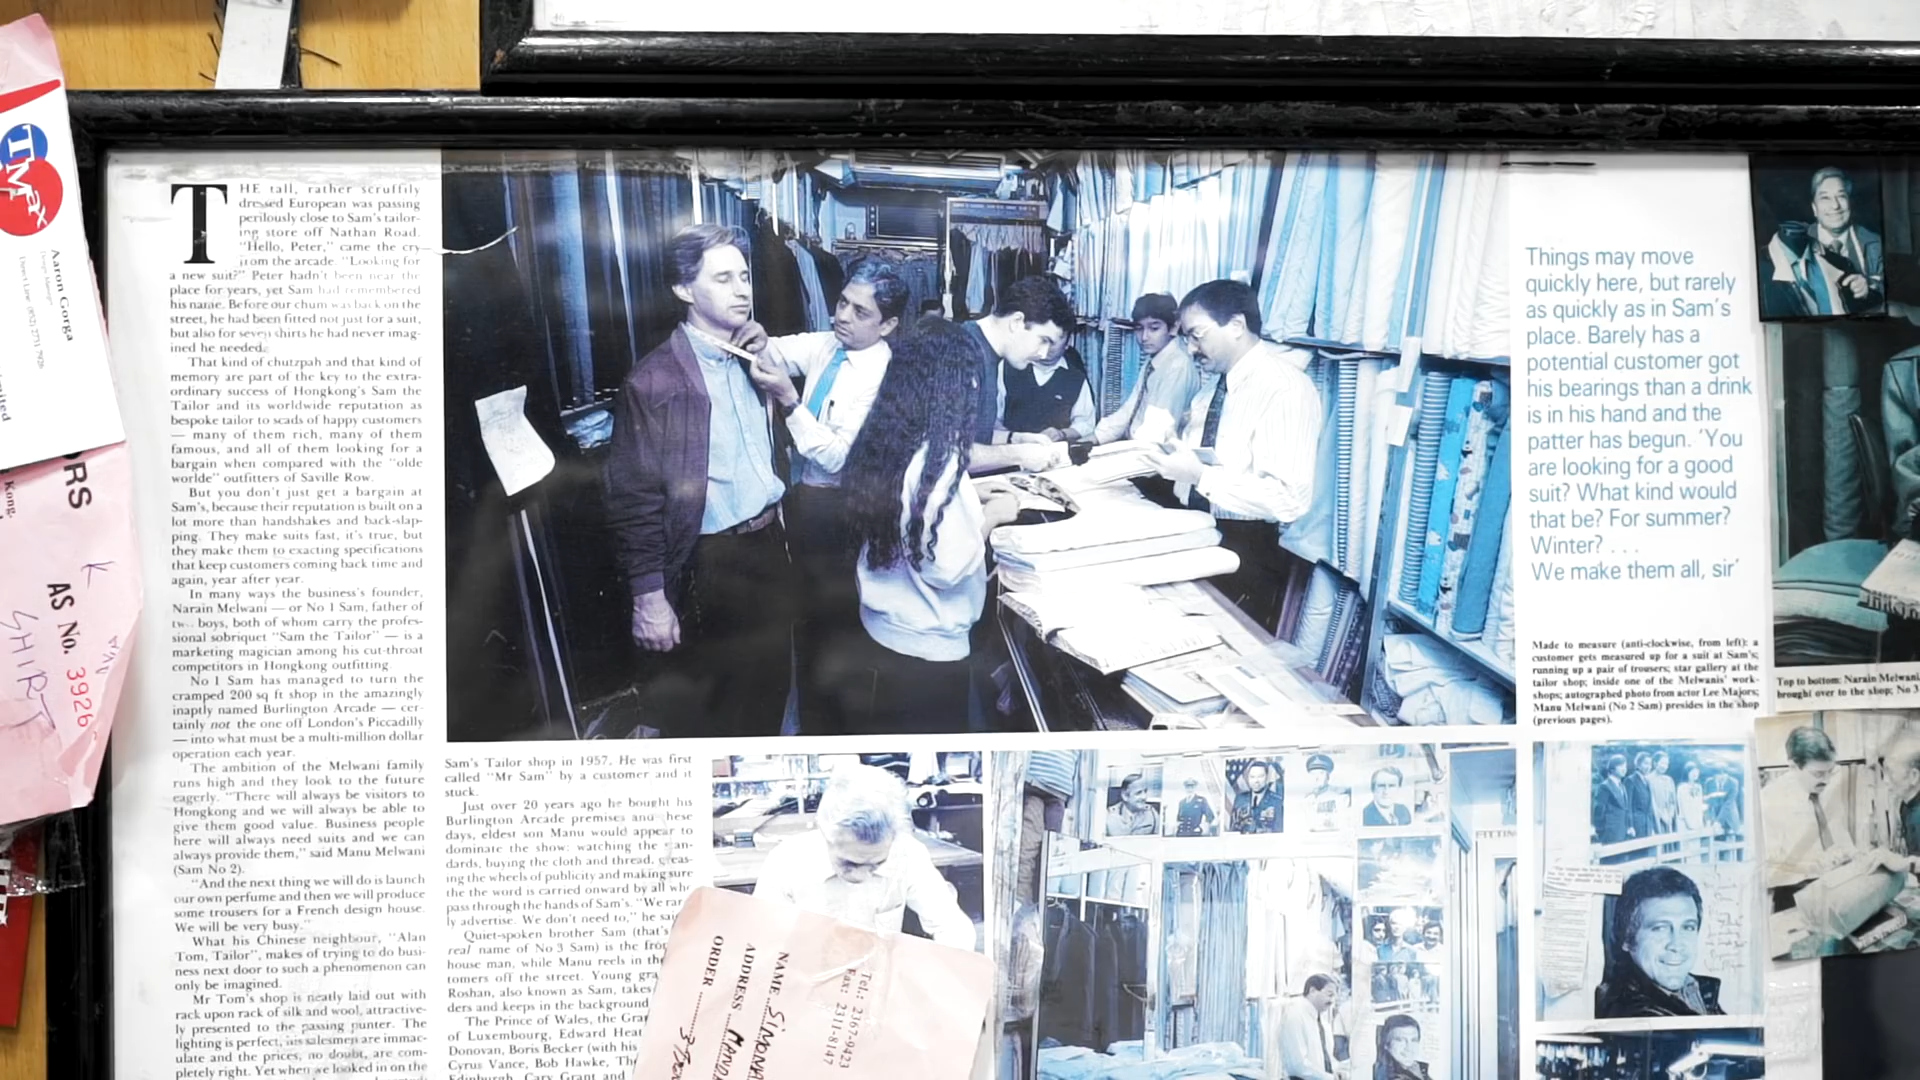 THE tall, rather scruffily
dressed European was passing
perilously close to Sam's tailor-
ing store off Nathan Road.
"Hello, Peter," came the cry
from the arcade. "Looking for
a new suit?" Peter hadn't been near the
place for years, yet Sam had remembered
his name. Before our chum was back on the
street, he had been fitted not just for a suit,
but also for seven shirts he had never imag-
ined he needed.
That kind of chutzpah and that kind of
memory are part of the key to the extra-
ordinary success of Hongkong's Sam the
Tailor and its worldwide reputation as
bespoke tailor to scads of happy customers
— many of them rich, many of them
famous, and all of them looking for a
bargain when compared with the "olde
worlde" outfitters of Saville Row.
But you don't just get a bargain at
Sam's, because their reputation is built on a
lot more than handshakes and back-slap-
ping. They make suits fast, it's true, but
they make them to exacting specifications
that keep customers coming back time and
again, year after year.
In many ways the business's founder,
Narain Melwani — or No 1 Sam, father of
two boys, both of whom carry the profes-
sional sobriquet "Sam the Tailor" — is a
marketing magician among his cut-throat
competitors in Hongkong outfitting.
No 1 Sam has managed to turn the
cramped 200 sq ft shop in the amazingly
inaptly named Burlington Arcade — cer-
tainly not the one off London's Piccadilly
— into what must be a multi-million dollar
operation each year.
The ambition of the Melwani family
runs high and they look to the future
eagerly. "There will always be visitors to
Hongkong and we will always be able to
give them good value. Business people
here will always need suits and we can
always provide them," said Manu Melwani
(Sam No 2).
"And the next thing we will do is launch
our own perfume and then we will produce
some trousers for a French design house.
We will be very busy."
What his Chinese neighbour, "Alan
Tom, Tailor", makes of trying to do busi-
ness next door to such a phenomenon can
only be imagined.
Mr Tom's shop is neatly laid out with
rack upon rack of silk and wool, attractive-
ly presented to the passing punter. The
lighting is perfect, his salesmen are immac-
ulate and the prices, no doubt, are com-
pletely right. Yet when we looked in on the
Sam's Tailor shop in 1957. He was first
called "Mr Sam" by a customer and it
stuck.
Just over 20 years ago he bought his
Burlington Arcade premises and these
days, eldest son Manu would appear to
dominate the show: watching the stan-
dards, buying the cloth and thread, greas-
ing the wheels of publicity and making sure
the the word is carried onward by all who
pass through the hands of Sam's. "We rare-
ly advertise. We don't need to," he said
Quiet-spoken brother Sam (that's
real name of No 3 Sam) is the front
house man, while Manu reels in the
tomers off the street. Young
Roshan, also known as Sam, takes
ders and keeps in the background
The Prince of Wales, the
of Luxembourg, Edward Heat
Donovan, Boris Becker (with his
Cyrus Vance, Bob Hawke, The
Edinburgh, Cary Grant and
Things may move
quickly here, but rarely
as quickly as in Sam's
place. Barely has a
potential customer got
his bearings than a drink
is in his hand and the
patter has begun. 'You
are looking for a good
suit? What kind would
that be? For summer?
Winter? . . .
We make them all, sir'
Made to measure (anti-clockwise, from left): a
customer gets measured up for a suit at Sam's;
running up a pair of trousers; star gallery at the
tailor shop; inside one of the Melwanis' work-
shops; autographed photo from actor Lee Majors;
Manu Melwani (No 2 Sam) presides in the shop
(previous pages).
Top to bottom: Narain Melwani
brought over to the shop; No 3
FITTING
TMax
Aaron Gorga
Kong.
ORS
K
AS No. 3926
SHIRT
Tel.: 2367-9423
Fax: 2311-8147
NAME
ADDRESS
ORDER